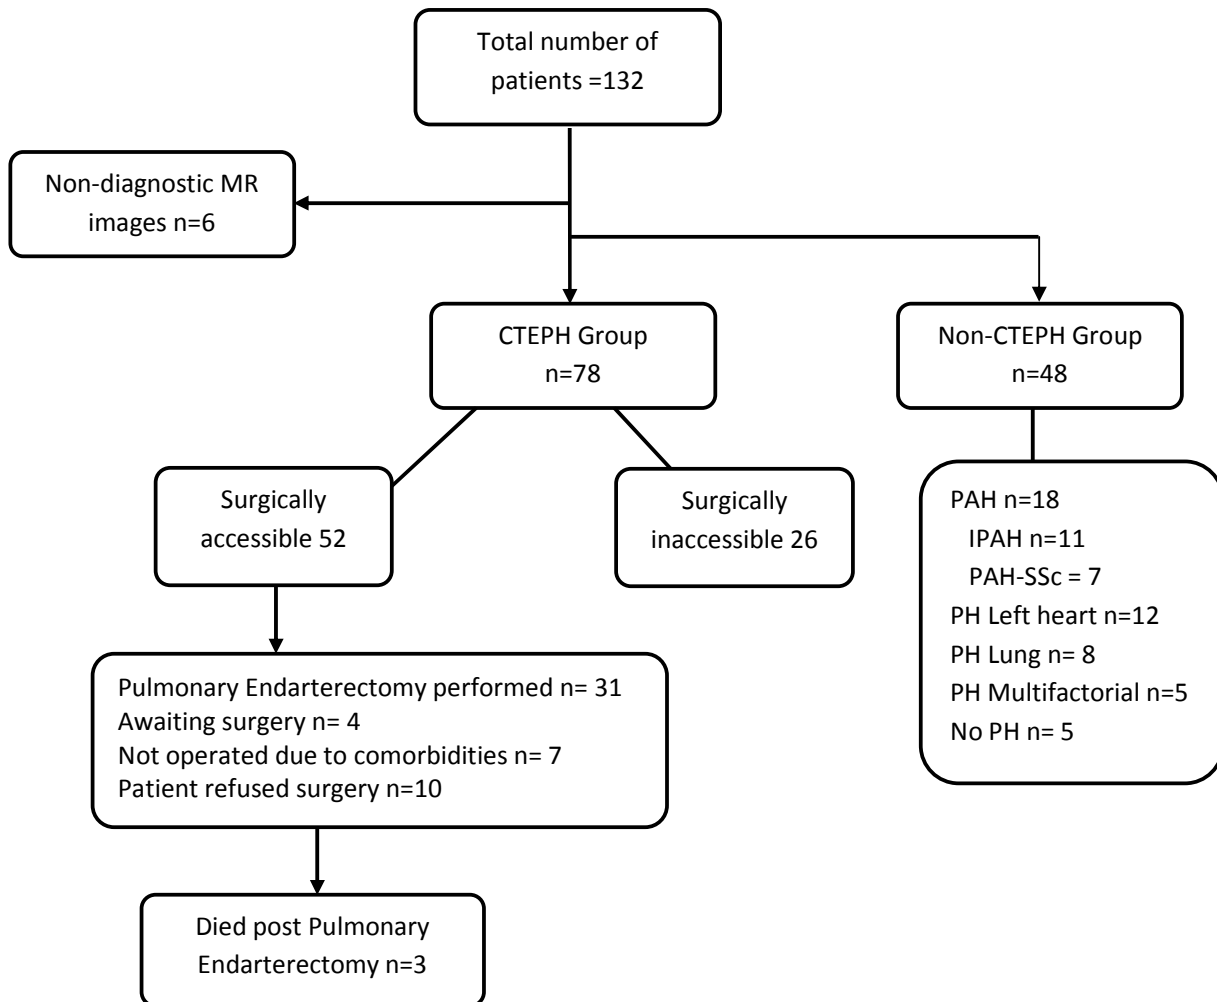 Total number of
patients =132
Non-diagnostic MR
images n=6
CTEPH Group
n=78
Non-CTEPH Group
n=48
Surgically
accessible 52
Surgically
inaccessible 26
PAH n=18
IPAH n=11
PAH-SSc = 7
PH Left heart n=12
PH Lung n= 8
PH Multifactorial n=5
No PH n= 5
Pulmonary Endarterectomy performed n= 31
Awaiting surgery n= 4
Not operated due to comorbidities n= 7
Patient refused surgery n=10
Died post Pulmonary
Endarterectomy n=3